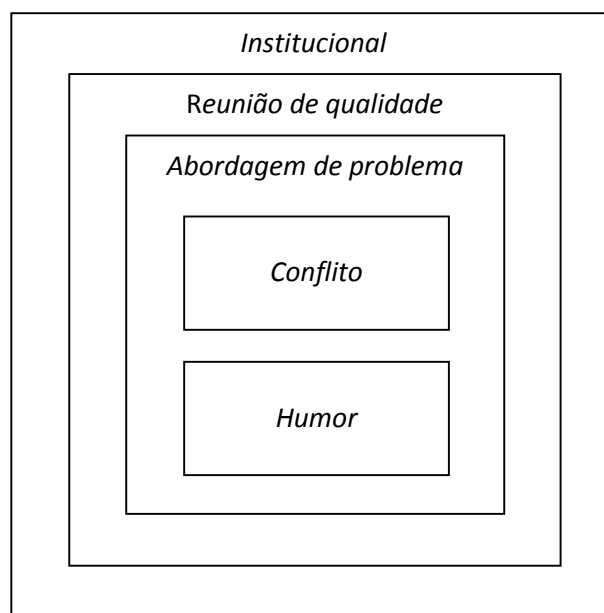 Institucional
Reunião de qualidade
Abordagem de problema
Conflito
Humor